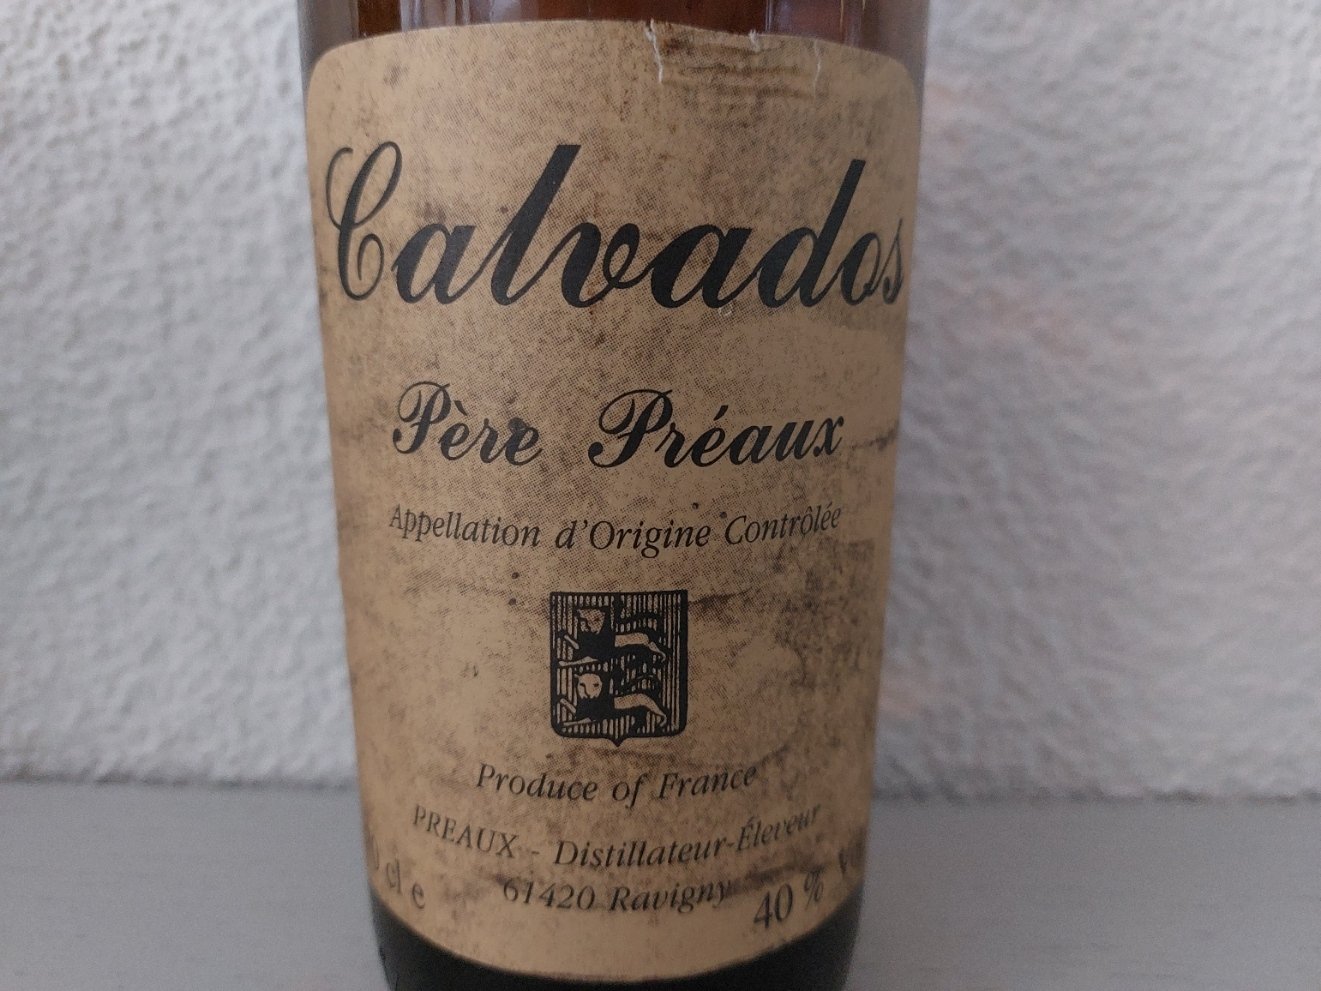 Calvados
Père Préaux
Appellation d'Origine Contrôlée
Produce of France
PREAUX - Distillateur-Éleveur
61420 Ravigny
cl e
40 %